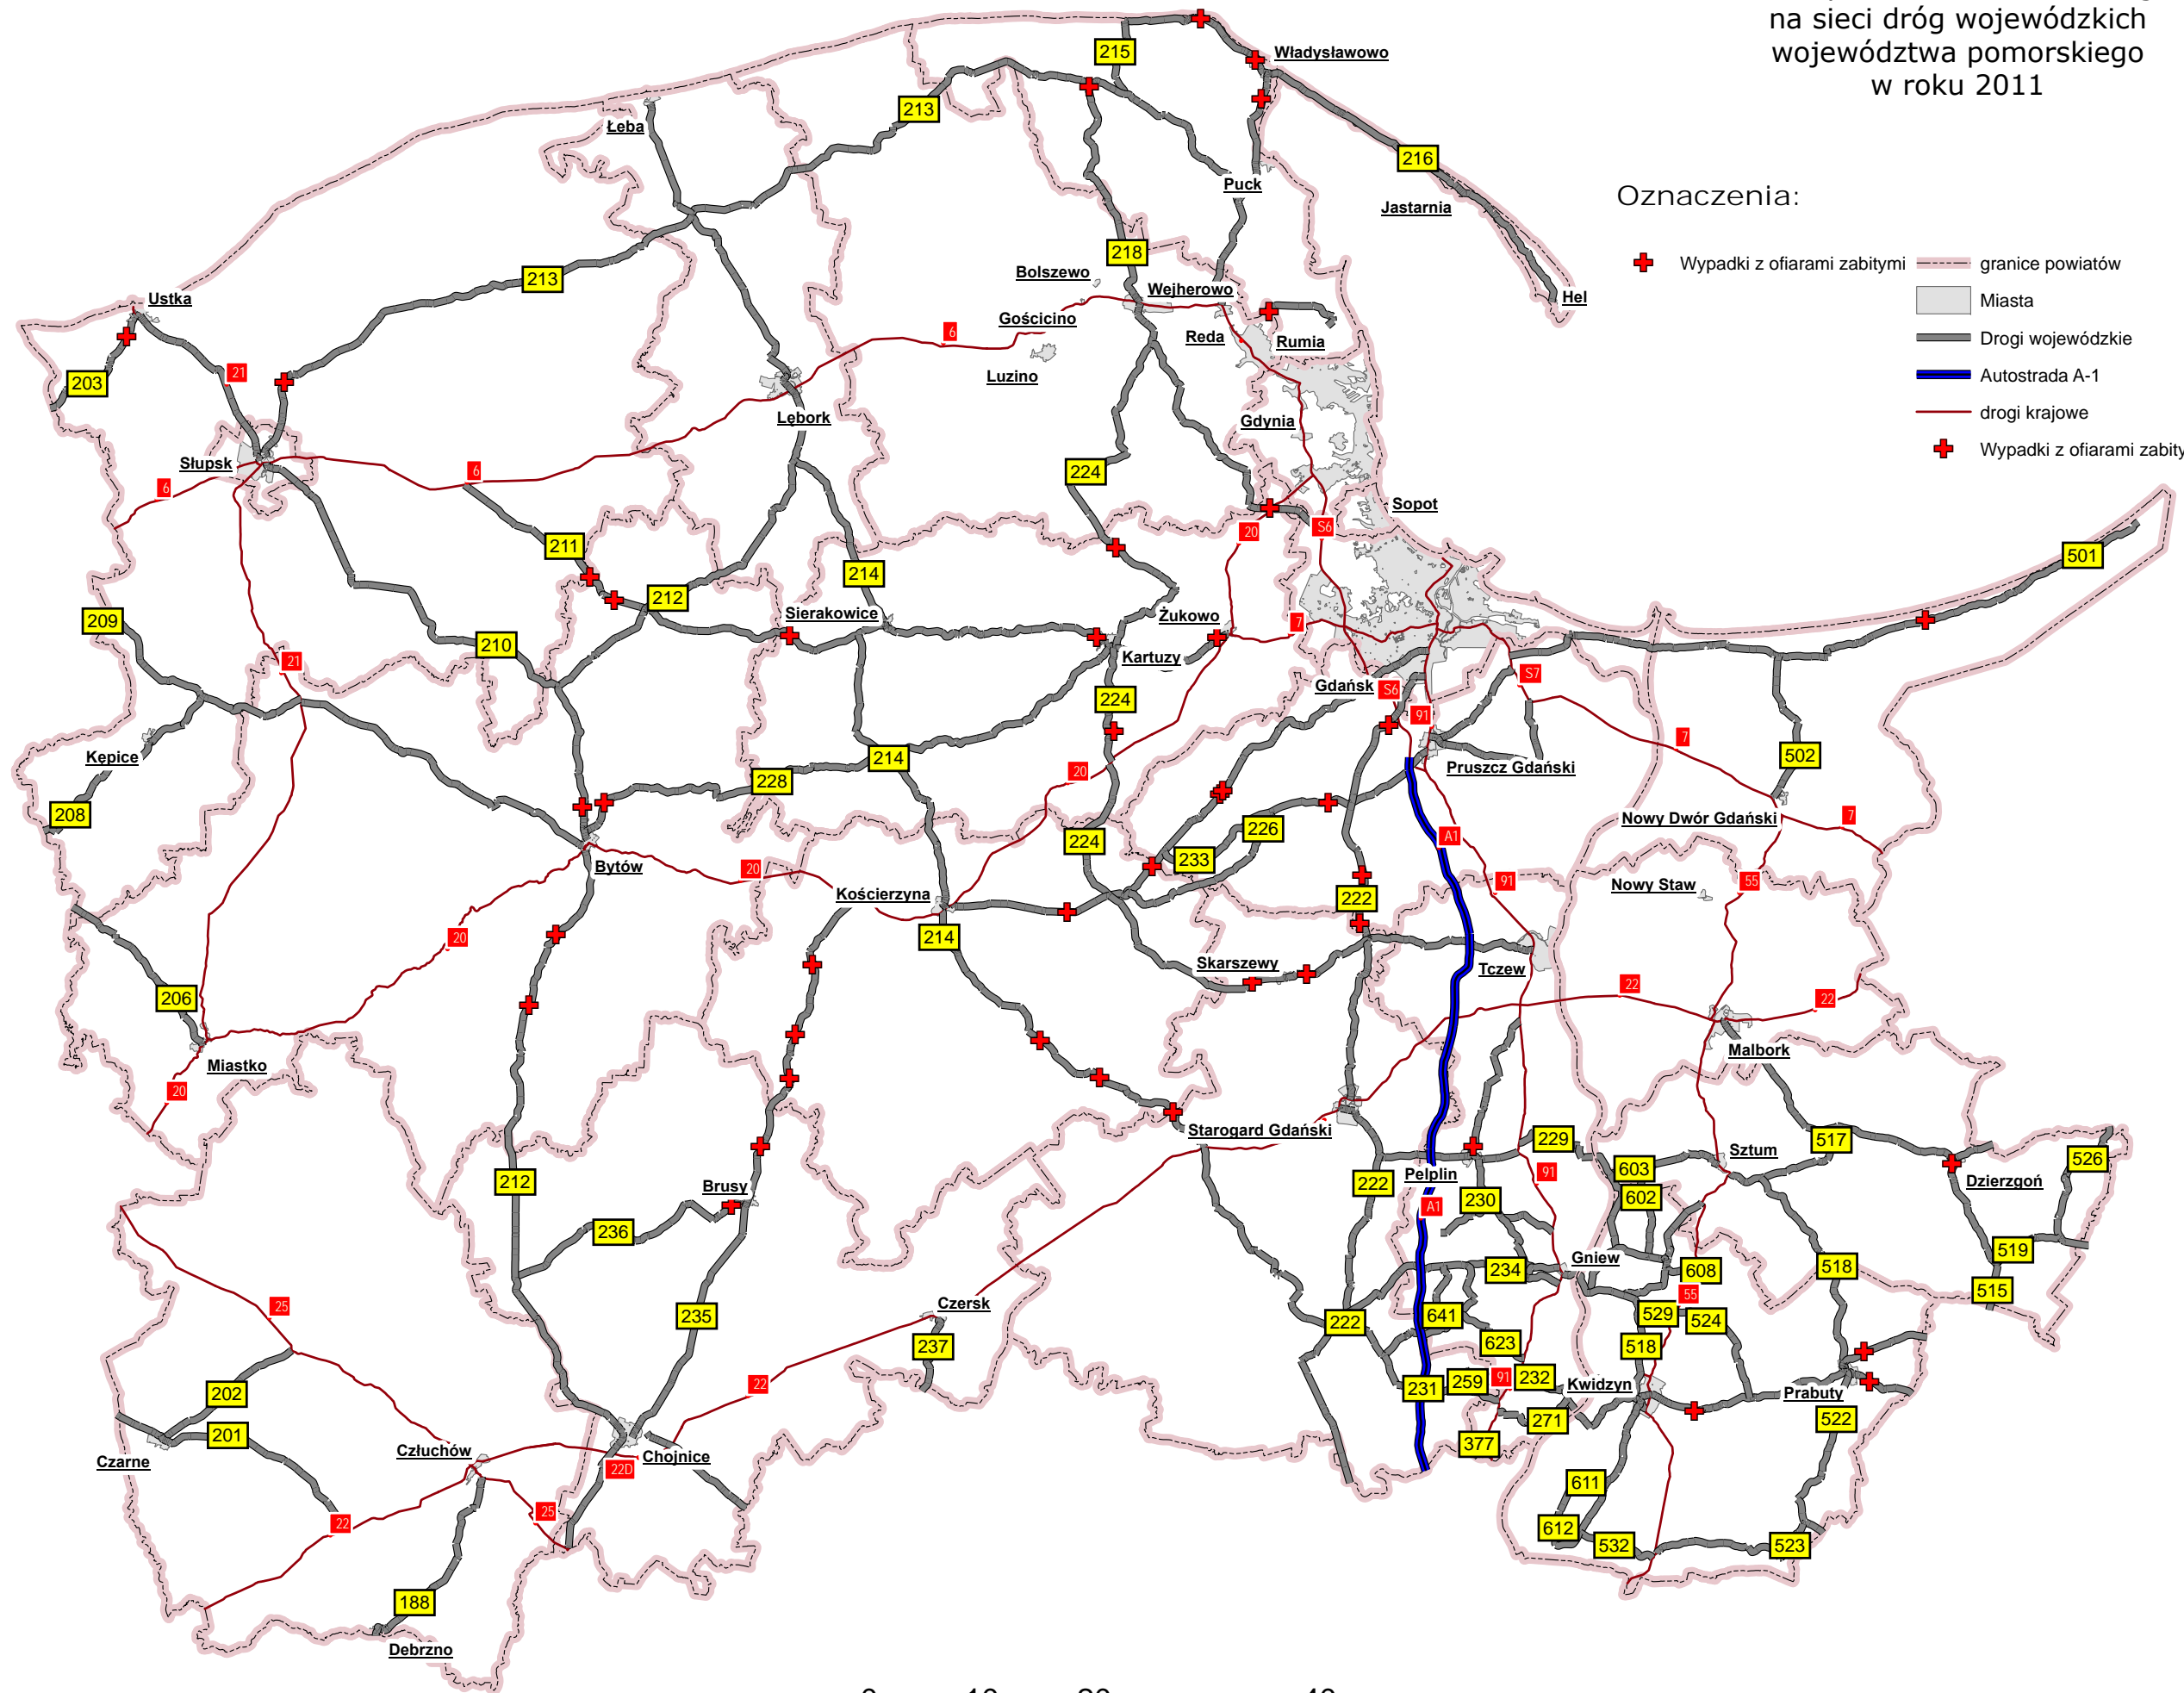 na sieci dróg wojewódzkich
województwa pomorskiego
w roku 2011
Oznaczenia:
Wypadki z ofiarami zabitymi
granice powiatów
Miasta
Drogi wojewódzkie
Autostrada A-1
drogi krajowe
Wypadki z ofiarami zabity
215
Władysławowo
213
Łeba
216
Puck
Jastarnia
218
Bolszewo
213
Wejherowo
Hel
Ustka
Gościcino
6
Reda
Rumia
Luzino
21
203
Lębork
Gdynia
Słupsk
6
224
6
Sopot
S6
20
211
501
214
212
Sierakowice
Żukowo
209
7
210
Kartuzy
21
S7
Gdańsk
S6
224
91
7
Kępice
214
502
Pruszcz Gdański
20
228
208
Nowy Dwór Gdański
7
226
A1
224
233
Bytów
20
91
55
Nowy Staw
Kościerzyna
222
20
214
Skarszewy
Tczew
22
22
206
Malbork
Miastko
20
Starogard Gdański
229
517
Sztum
526
603
91
Pelplin
222
212
Dzierzgoń
Brusy
602
230
A1
236
519
Gniew
518
234
608
515
55
25
Czersk
235
641
529
524
222
237
623
518
232
91
259
231
22
Kwidzyn
Prabuty
202
271
522
201
377
Człuchów
Czarne
Chojnice
22D
611
25
22
612
532
523
188
Debrzno